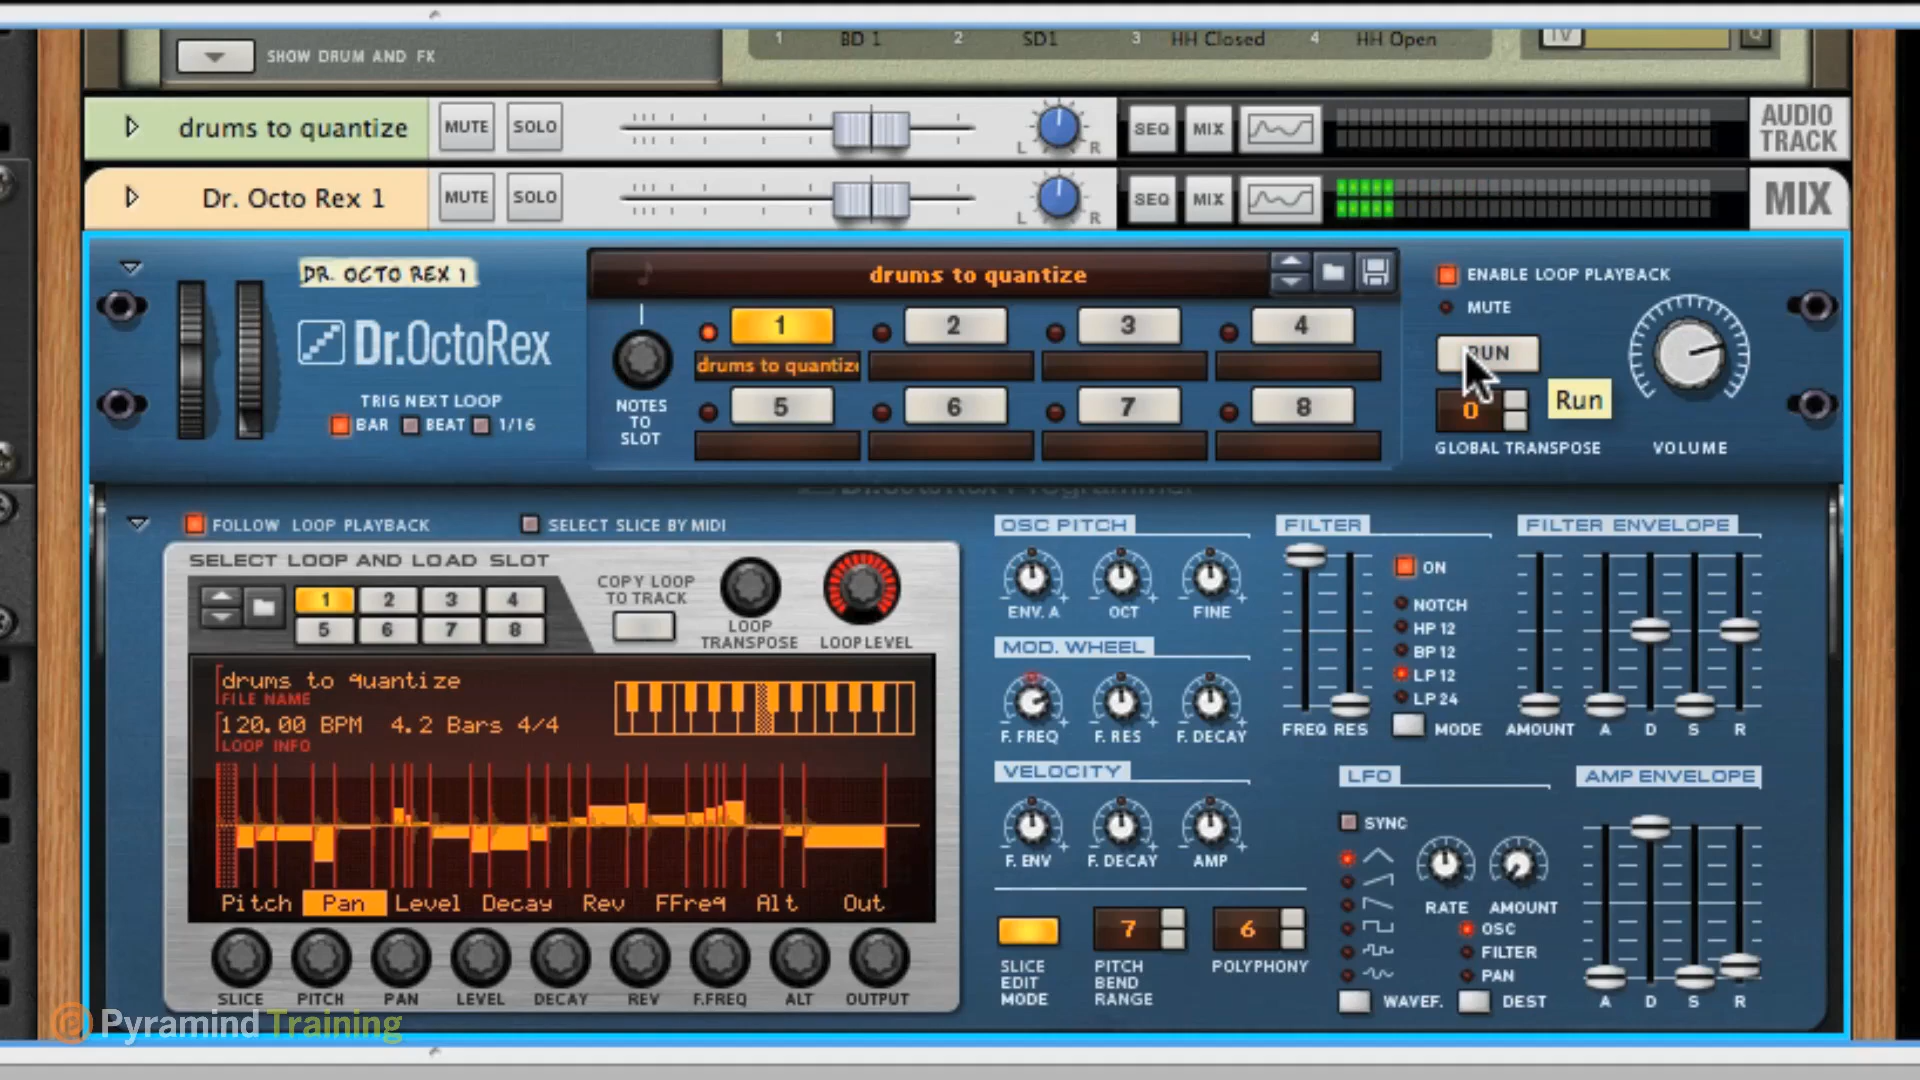 SHOW DRUM AND FX
1 BD 1 2 SD1 3 HH Closed 4 HH Open
drums to quantize MUTE SOLO L R SEQ MIX AUDIO TRACK
Dr. Octo Rex 1 MUTE SOLO L R SEQ MIX MIX
DR. OCTO REX 1
Dr.OctoRex
TRIG NEXT LOOP
BAR BEAT 1/16
drums to quantize
NOTES TO SLOT
1 2 3 4
drums to quantiz
5 6 7 8
ENABLE LOOP PLAYBACK
MUTE
Run
0
GLOBAL TRANSPOSE
VOLUME
FOLLOW LOOP PLAYBACK
SELECT SLICE BY MIDI
SELECT LOOP AND LOAD SLOT
1 2 3 4
5 6 7 8
COPY LOOP TO TRACK
LOOP TRANSPOSE
LOOP LEVEL
drums to quantize
FILE NAME
120.00 BPM 4.2 Bars 4/4
LOOP INFO
Pitch Pan Level Decay Rev FFreq Alt Out
SLICE PITCH PAN LEVEL DECAY REV F.FREQ ALT OUTPUT
OSC PITCH
ENV. A OCT FINE
MOD. WHEEL
F. FREQ F. RES F. DECAY
VELOCITY
F. ENV F. DECAY AMP
SLICE EDIT MODE
7
PITCH BEND RANGE
6
POLYPHONY
FILTER
ON
NOTCH
HP 12
BP 12
LP 12
LP 24
FREQ RES MODE
FILTER ENVELOPE
AMOUNT A D S R
LFO
SYNC
RATE AMOUNT
OSC
FILTER
PAN
WAVEF. DEST
AMP ENVELOPE
A D S R
Pyramind Training